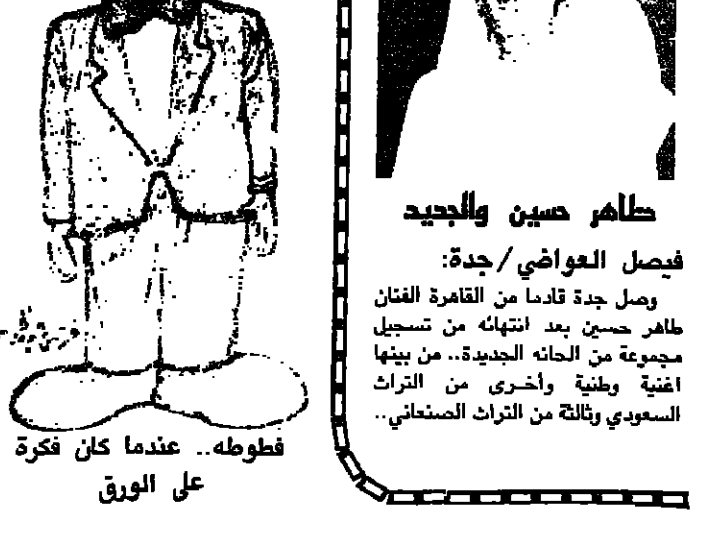 طاهر حسين والجديد
فيصل العواضي/جدة:
وصل جدة قادما من القاهرة الفنان
طاهر حسين بعد انتهائه من تسجيل
مجموعة من الحانه الجديدة.. من بينها
اغنية وطنية وأخرى من التراث
السعودي وثالثة من التراث الصنعاني..
فطوطه.. عندما كان فكرة
على الورق